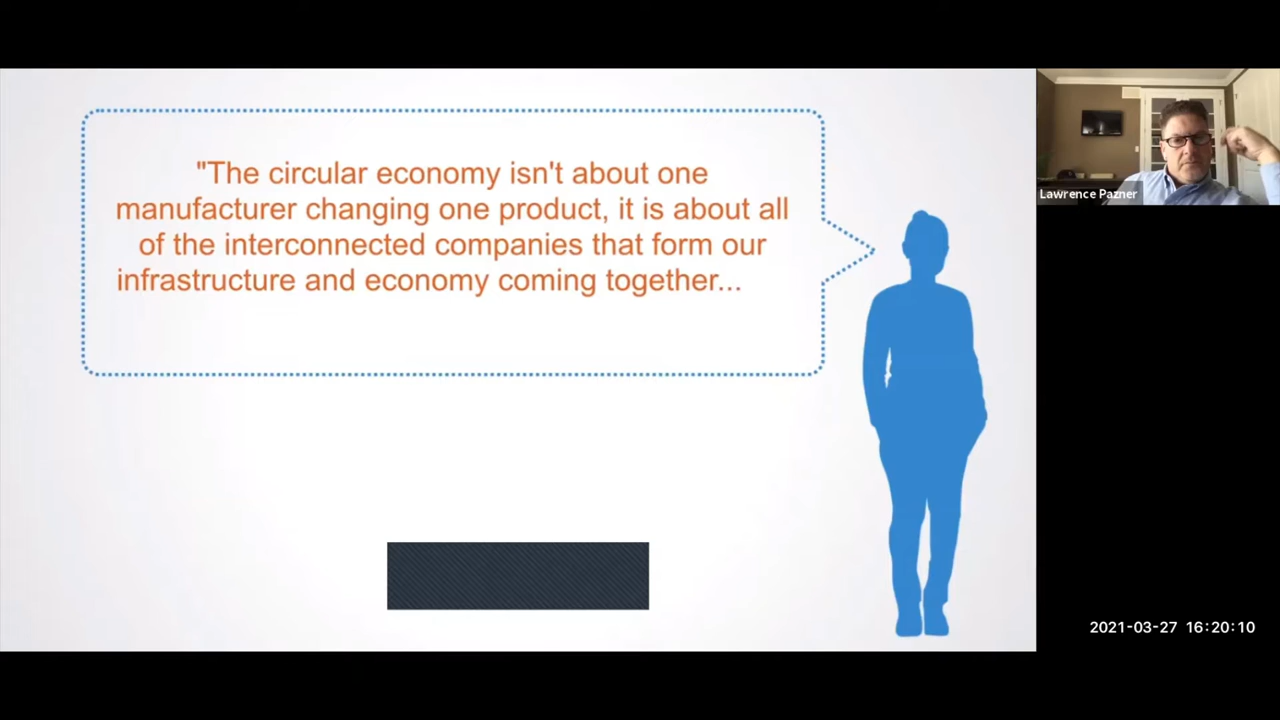 "The circular economy isn't about one
manufacturer changing one product, it is about all
of the interconnected companies that form our
infrastructure and economy coming together...
Lawrence Pazner
2021-03-27 16:20:10